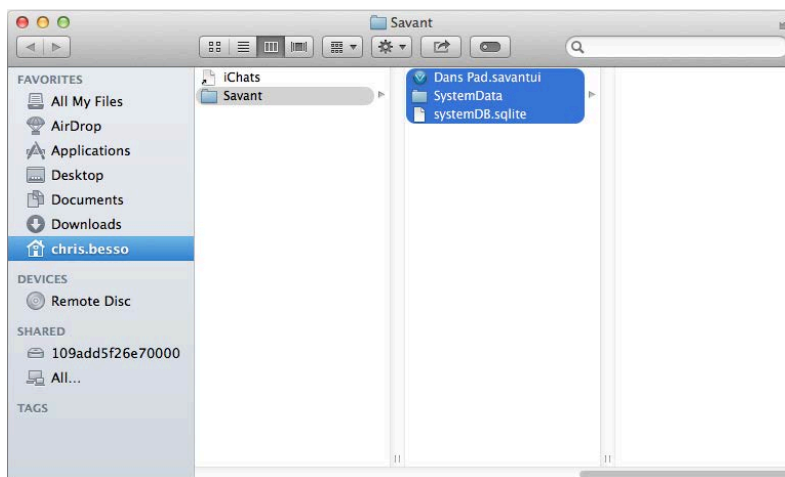 Savant
FAVORITES
All My Files
AirDrop
Applications
Desktop
Documents
Downloads
chris.besso
DEVICES
Remote Disc
SHARED
109add5f26e70000
All...
TAGS
iChats
Savant
Dans Pad.savantui
SystemData
systemDB.sqlite